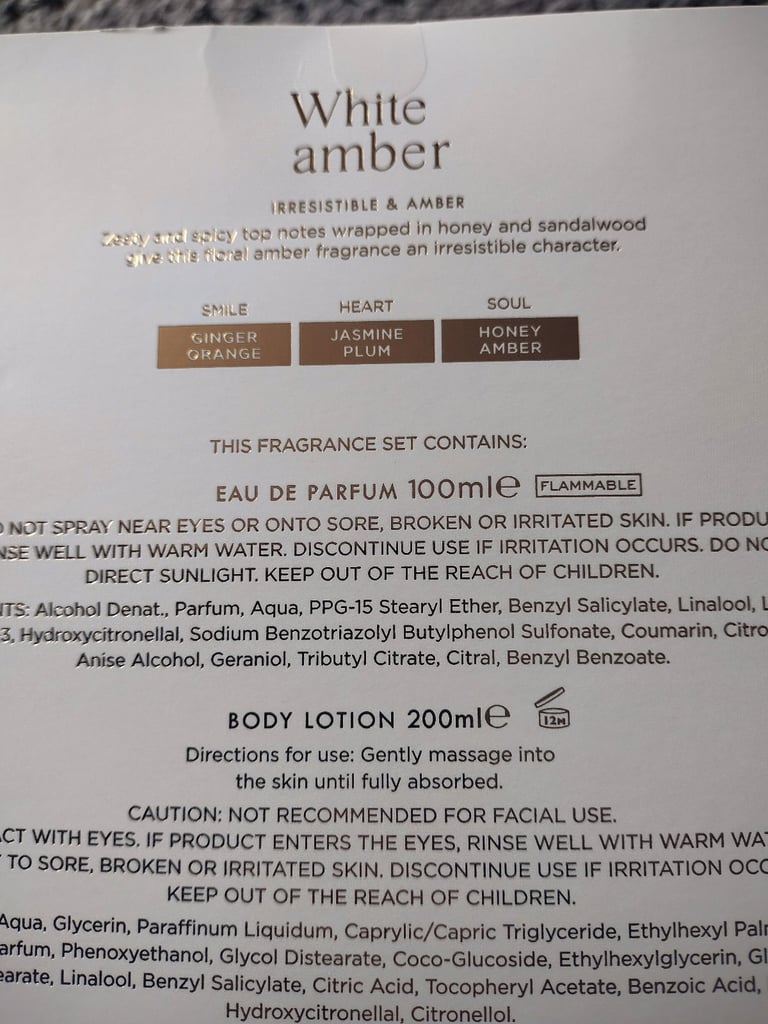 White
amber
IRRESISTIBLE & AMBER
Zesty and spicy top notes wrapped in honey and sandalwood
give this floral amber fragrance an irresistible character.
SMILE HEART SOUL
GINGER JASMINE HONEY
ORANGE PLUM AMBER
THIS FRAGRANCE SET CONTAINS:
EAU DE PARFUM 100ml℮ FLAMMABLE
NOT SPRAY NEAR EYES OR ONTO SORE, BROKEN OR IRRITATED SKIN. IF PRODU
NSE WELL WITH WARM WATER. DISCONTINUE USE IF IRRITATION OCCURS. DO NO
DIRECT SUNLIGHT. KEEP OUT OF THE REACH OF CHILDREN.
NTS: Alcohol Denat., Parfum, Aqua, PPG-15 Stearyl Ether, Benzyl Salicylate, Linalool, L
3, Hydroxycitronellal, Sodium Benzotriazolyl Butylphenol Sulfonate, Coumarin, Citro
Anise Alcohol, Geraniol, Tributyl Citrate, Citral, Benzyl Benzoate.
BODY LOTION 200ml℮ 12M
Directions for use: Gently massage into
the skin until fully absorbed.
CAUTION: NOT RECOMMENDED FOR FACIAL USE.
ACT WITH EYES. IF PRODUCT ENTERS THE EYES, RINSE WELL WITH WARM WAT
TO SORE, BROKEN OR IRRITATED SKIN. DISCONTINUE USE IF IRRITATION OCC
KEEP OUT OF THE REACH OF CHILDREN.
Aqua, Glycerin, Paraffinum Liquidum, Caprylic/Capric Triglyceride, Ethylhexyl Paln
arfum, Phenoxyethanol, Glycol Distearate, Coco-Glucoside, Ethylhexylglycerin, Gl
earate, Linalool, Benzyl Salicylate, Citric Acid, Tocopheryl Acetate, Benzoic Acid,
Hydroxycitronellal, Citronellol.